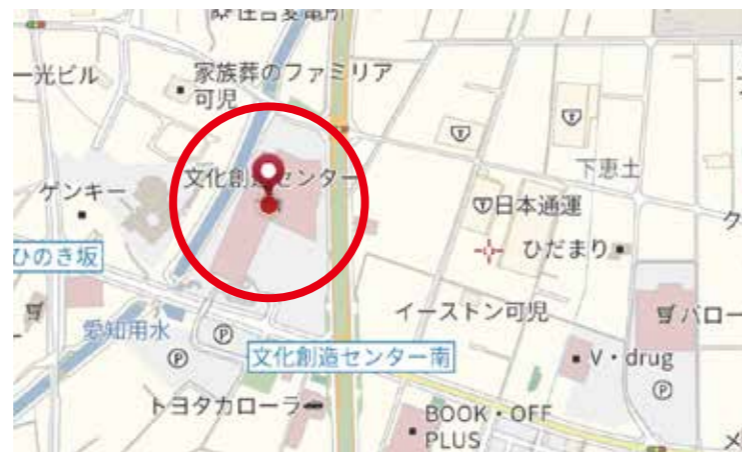 一光ビル
家族葬のファミリア
可児
文化創造センター
下恵土
ゲンキー
日本通運
ク
ひのき坂
ひだまり
イーストン可児
バロー
愛知用水
P
P
文化創造センター南
V・drug
P
トヨタカローラ
BOOK・OFF
PLUS